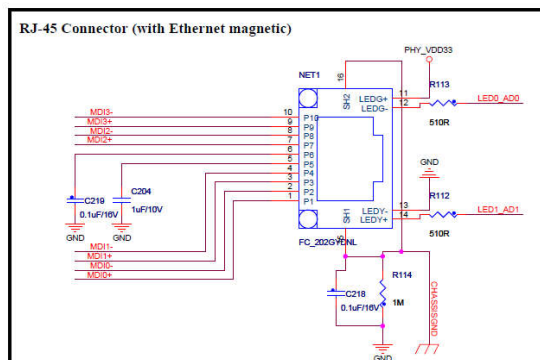 RJ-45 Connector (with Ethernet magnetic)
PHY_VDD33
NET1
16
SH2
LEDG+
LEDG-
11
12
R113
LED0_AD0
510R
MDI3-
MDI3+
MDI2-
MDI2+
10
9
8
7
6
5
4
3
2
1
P10
P9
P8
P7
P6
P5
P4
P3
P2
P1
GND
C219
0.1uF/16V
C204
1uF/10V
GND
GND
LEDY-
LEDY+
13
14
R112
LED1_AD1
510R
SH1
FC_202GYDNL
MDI1-
MDI1+
MDI0-
MDI0+
R114
1M
C218
0.1uF/16V
CHASSISGND
GND